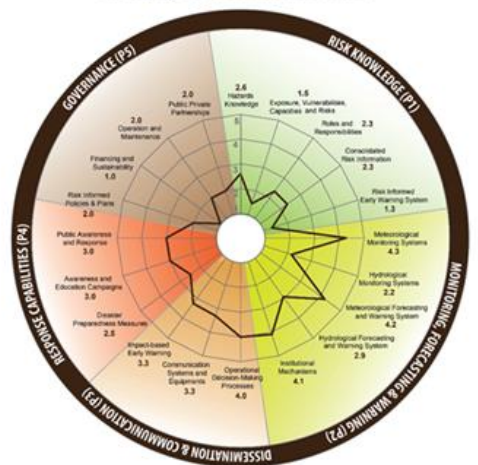 GOVERNANCE (P5)
RISK KNOWLEDGE (P1)
MONITORING, FORECASTING & WARNING (P2)
DISSEMINATION & COMMUNICATION (P3)
RESPONSE CAPABILITIES (P4)
2.6
Hazards
Knowledge
1.5
Exposure, Vulnerabilities,
Capacities and Risks
Roles and
Responsibilities
2.3
Consolidated
Risk Information
2.3
Risk Informed
Early Warning System
1.3
Meteorological
Monitoring Systems
4.3
Hydrological
Monitoring Systems
2.2
Meteorological Forecasting
and Warning System
4.2
Hydrological Forecasting
and Warning System
2.9
Institutional
Mechanisms
4.1
Operational
Decision-Making
Processes
4.0
Communication
Systems and
Equipments
3.3
Impact-based
Early Warning
3.3
Disaster
Preparedness Measures
2.5
Awareness and
Education Campaigns
3.0
Public Awareness
and Response
3.0
Risk Informed
Policies & Plans
2.0
Financing and
Sustainability
1.0
2.0
Operation and
Maintenance
2.0
Public Private
Partnerships
5
4
3